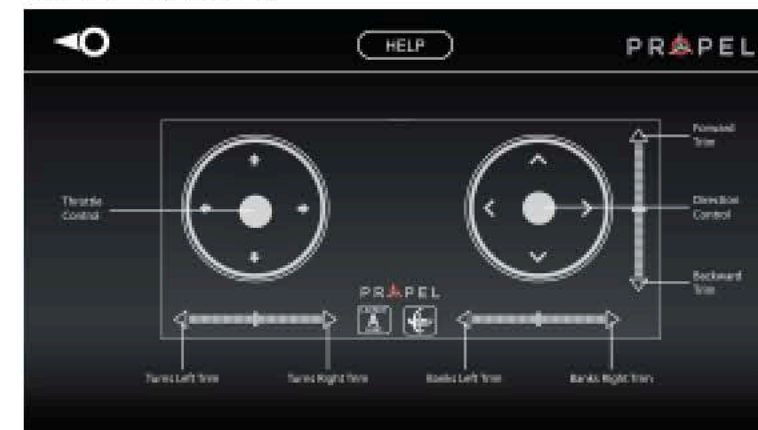 HELP
PROPEL
Forward
Trim
Throttle
Control
Direction
Control
Backward
Trim
PROPEL
Turns Left Trim
Turns Right Trim
Banks Left Trim
Banks Right Trim